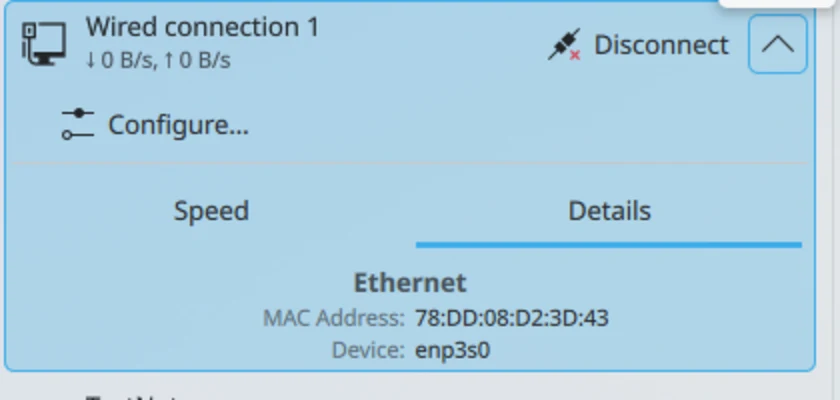 Wired connection 1
↓ 0 B/s, ↑ 0 B/s
Disconnect
Configure...
Speed
Details
Ethernet
MAC Address: 78:DD:08:D2:3D:43
Device: enp3s0